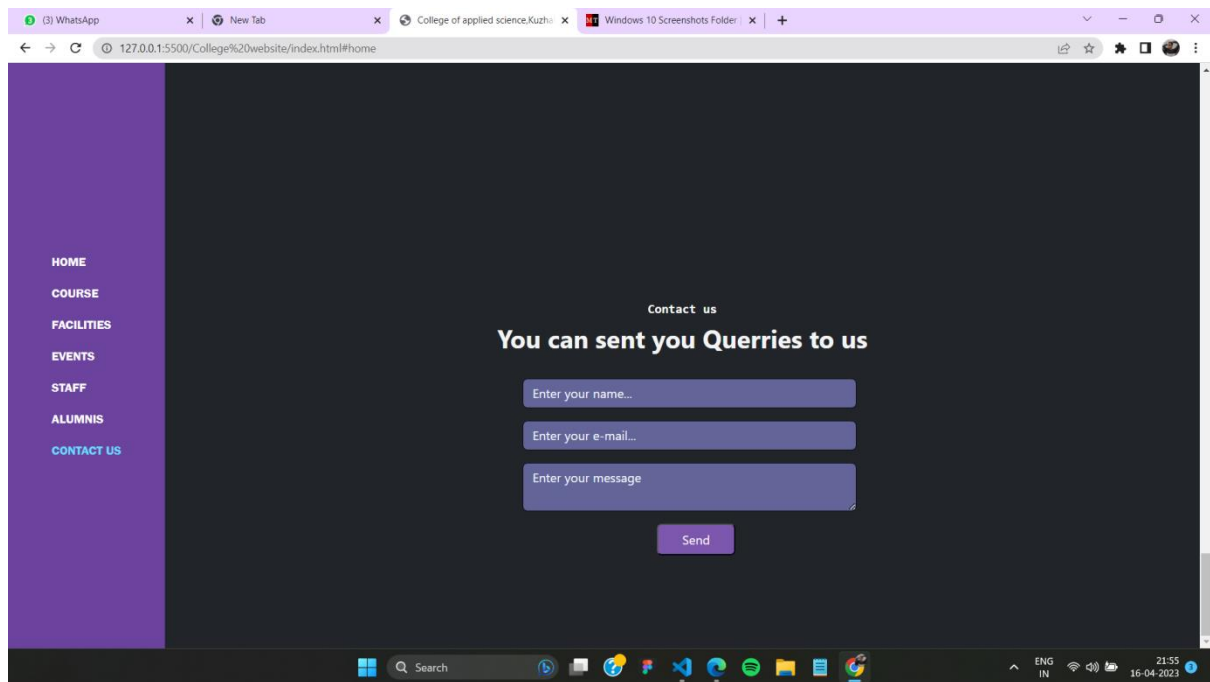 (3) WhatsApp
New Tab
College of applied science,Kuzha
Windows 10 Screenshots Folder
127.0.0.1:5500/College%20website/index.html#home
HOME
COURSE
FACILITIES
EVENTS
STAFF
ALUMNIS
CONTACT US
Contact us
You can sent you Querries to us
Enter your name...
Enter your e-mail...
Enter your message
Send
Search
ENG
IN
21:55
16-04-2023
3